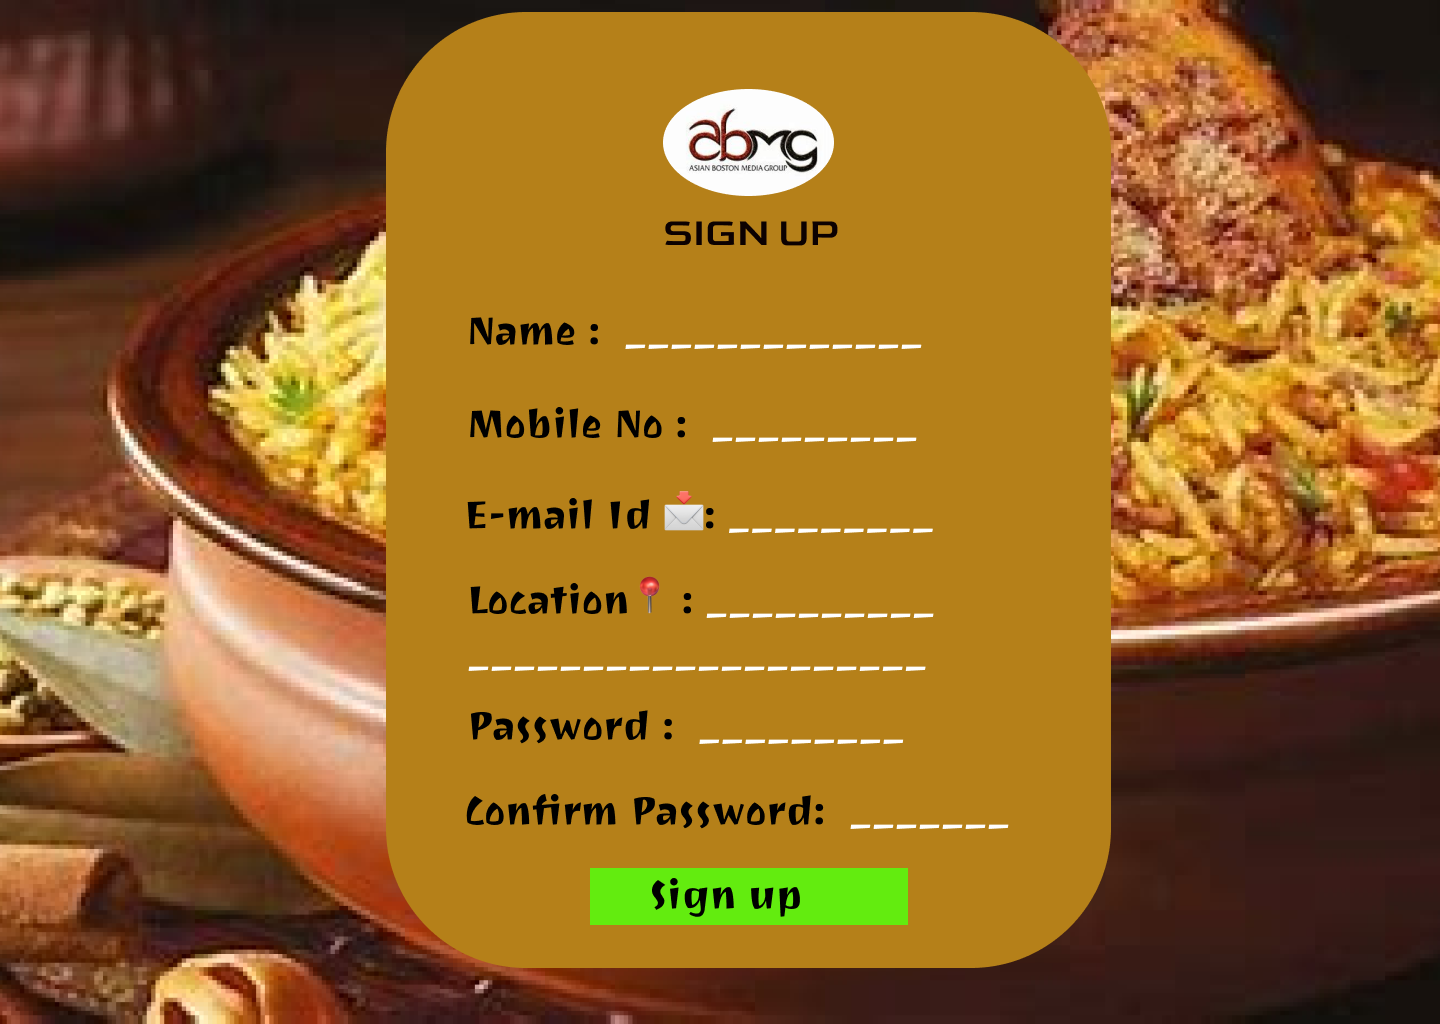 abmg
ASIAN BOSTON MEDIA GROUP
SIGN UP
Name : _____________
Mobile No : _________
E-mail Id 📩: _________
Location📍 : __________
____________________
Password : _________
Confirm Password: _______
Sign up